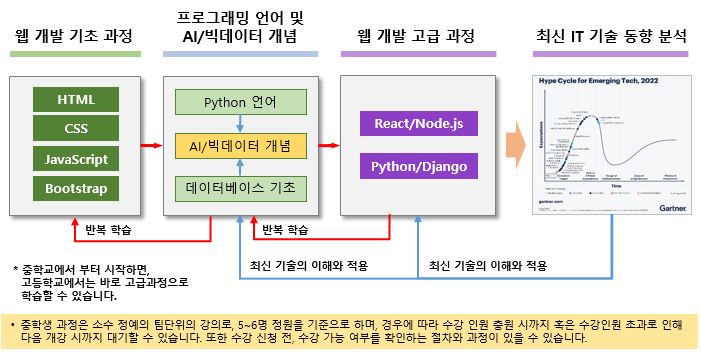 웹 개발 기초 과정
프로그래밍 언어 및
AI/빅데이터 개념
웹 개발 고급 과정
최신 IT 기술 동향 분석
HTML
CSS
JavaScript
Bootstrap
Python 언어
AI/빅데이터 개념
데이터베이스 기초
React/Node.js
Python/Django
Hype Cycle for Emerging Tech, 2022
Expectations
Time
gartner.com
Gartner
반복 학습
반복 학습
최신 기술의 이해와 적용
최신 기술의 이해와 적용
* 중학교에서 부터 시작하면,
고등학교에서는 바로 고급과정으로
학습할 수 있습니다.
• 중학생 과정은 소수 정예의 팀단위의 강의로, 5~6명 정원을 기준으로 하며, 경우에 따라 수강 인원 충원 시까지 혹은 수강인원 초과로 인해
다음 개강 시까지 대기할 수 있습니다. 또한 수강 신청 전, 수강 가능 여부를 확인하는 절차와 과정이 있을 수 있습니다.